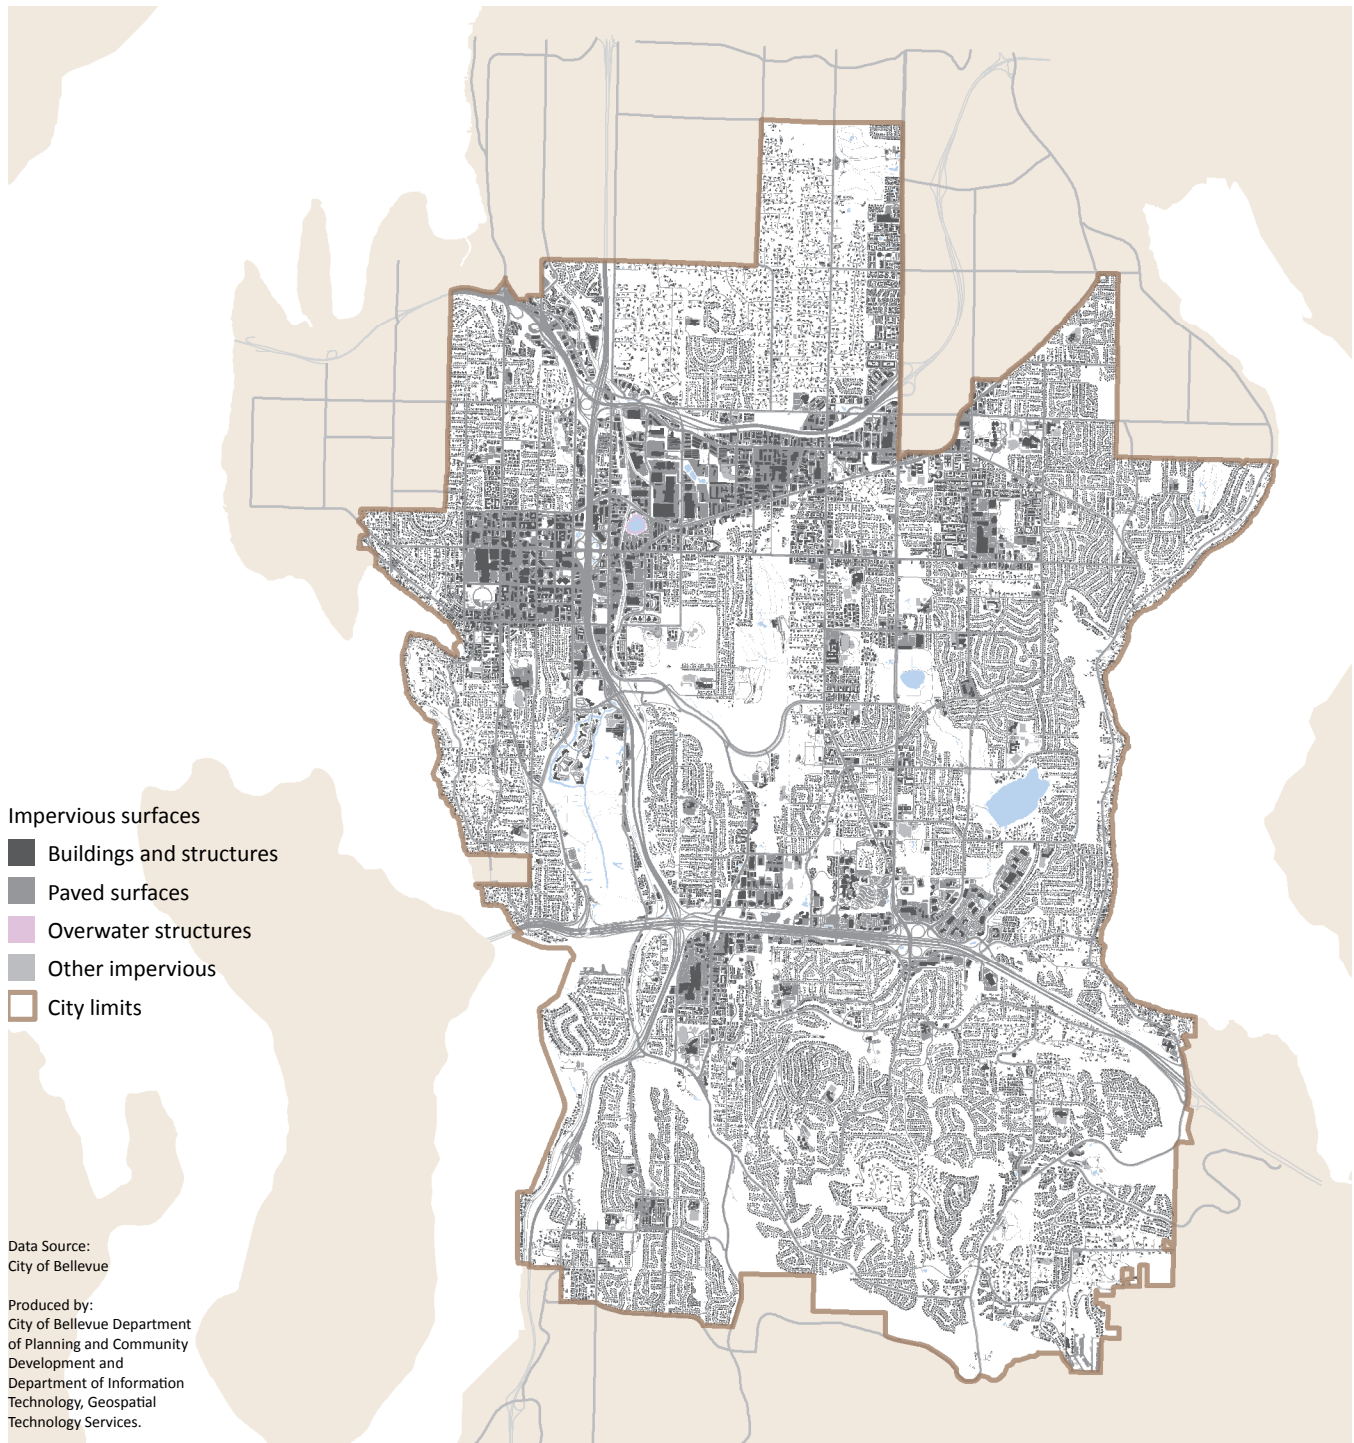 Impervious surfaces
Buildings and structures
Paved surfaces
Overwater structures
Other impervious
City limits
Data Source:
City of Bellevue
Produced by:
City of Bellevue Department
of Planning and Community
Development and
Department of Information
Technology, Geospatial
Technology Services.